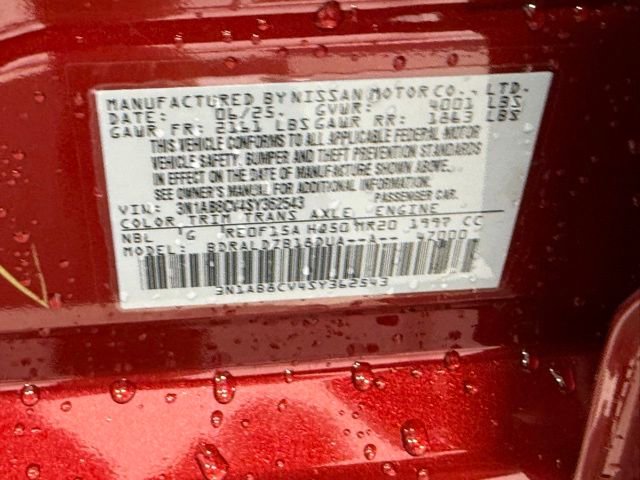 MANUFACTURED BY NISSAN MOTOR CO., LTD.
DATE: 06/25. GVWR: 4001 LBS
GAWR FR: 2161 LBS GAWR RR: 1863 LBS
THIS VEHICLE CONFORMS TO ALL APPLICABLE FEDERAL MOTOR
VEHICLE SAFETY, BUMPER AND THEFT PREVENTION STANDARDS
IN EFFECT ON THE DATE OF MANUFACTURE SHOWN ABOVE.
SEE OWNER'S MANUAL FOR ADDITIONAL INFORMATION.
VIN: 3N1AB8CV4SY362543 PASSENGER CAR.
COLOR TRIM TRANS AXLE ENGINE
NBL G RE0F15A H250 MR20 1997 CC
MODEL: BDRALDZB16DUA--A-- 47000
3N1AB8CV4SY362543